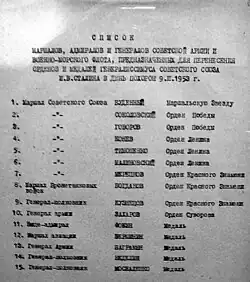 СПИСОК
МАРШАЛОВ, АДМИРАЛОВ И ГЕНЕРАЛОВ СОВЕТСКОЙ АРМИИ И
ВОЕННО-МОРСКОГО ФЛОТА, ПРЕДНАЗНАЧЕННЫХ ДЛЯ ПЕРЕНЕСЕНИЯ
ОРДЕНОВ И МЕДАЛЕЙ ГЕНЕРАЛИССИМУСА СОВЕТСКОГО СОЮЗА
И.В.СТАЛИНА В ДЕНЬ ПОХОРОН 9.III.1953 г.
1. Маршал Советского Союза БУДЕННЫЙ Маршальскую Звезду
2. -"- СОКОЛОВСКИЙ Орден Победы
3. -"- ГОВОРОВ Орден Победы
4. -"- КОНЕВ Орден Ленина
5. -"- ТИМОШЕНКО Орден Ленина
6. -"- МАЛИНОВСКИЙ Орден Ленина
7. -"- МЕРЕЦКОВ Орден Красного Знамени
8. Маршал Бронетанковых войск БОГДАНОВ Орден Красного Знамени
9. Генерал-полковник КУЗНЕЦОВ Орден Красного Знамени
10. Генерал армии ЗАХАРОВ Орден Суворова
11. Вице-адмирал ФОКИН Медаль
12. Маршал авиации Медаль
13. Генерал Армии БАГРАМЯН Медаль
14. Генерал-полковник НЕДЕЛИН Медаль
15. Генерал-полковник МОСКАЛЕНКО Медаль